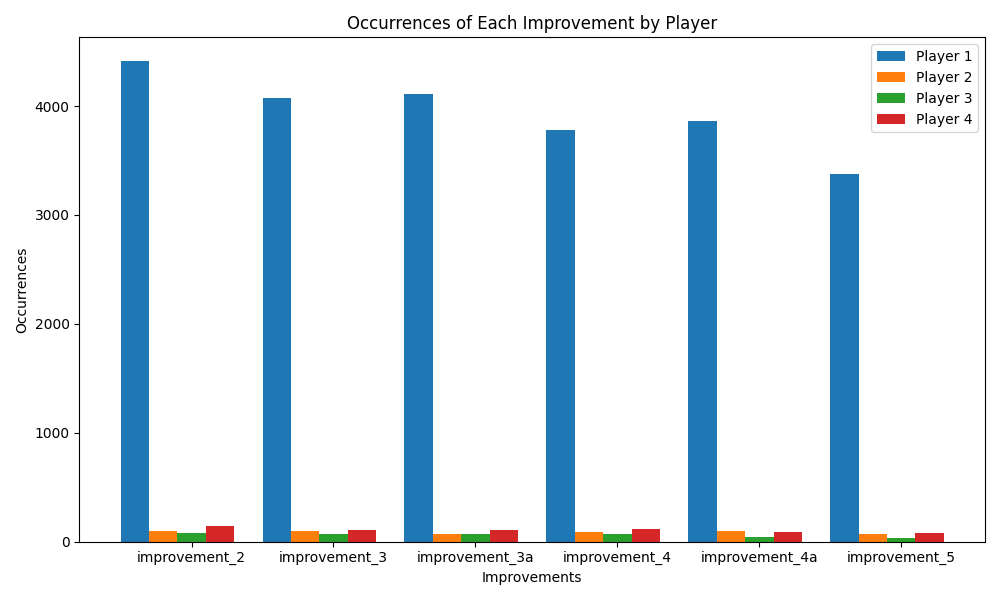 Occurrences of Each Improvement by Player
Player 1
Player 2
Player 3
Player 4
Occurrences
4000
3000
2000
1000
0
improvement_2 improvement_3 improvement_3a improvement_4 improvement_4a improvement_5
Improvements